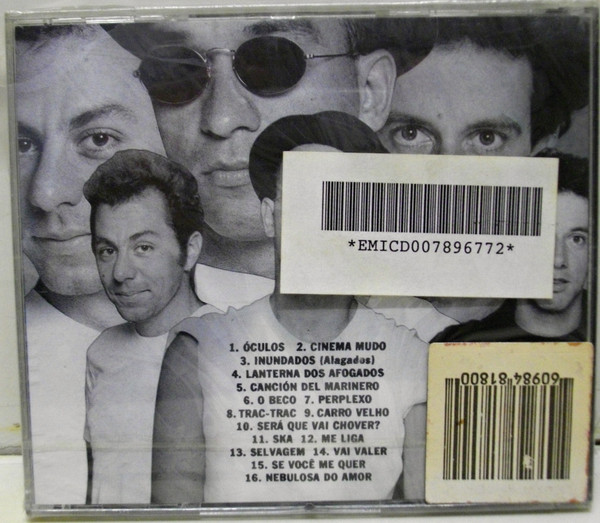 *EMICD007896772*
1. ÓCULOS 2. CINEMA MUDO
3. INUNDADOS (Alagados)
4. LANTERNA DOS AFOGADOS
5. CANCIÓN DEL MARINERO
6. O BECO 7. PERPLEXO
8. TRAC-TRAC 9. CARRO VELHO
10. SERÁ QUE VAI CHOVER?
11. SKA 12. ME LIGA
13. SELVAGEM 14. VAI VALER
15. SE VOCÊ ME QUER
16. NEBULOSA DO AMOR
60984 81800